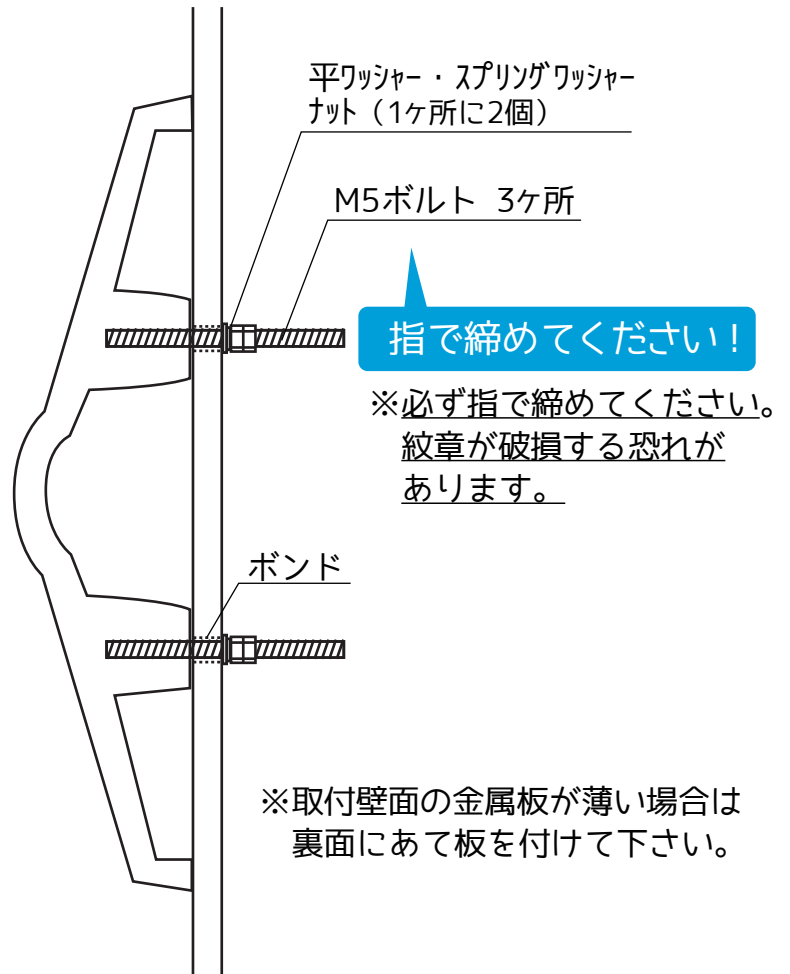 平ﾜｯｼｬｰ・ｽﾌﾟﾘﾝｸﾞﾜｯｼｬｰ
ﾅｯﾄ（1ヶ所に2個）
M5ボルト 3ヶ所
指で締めてください！
※必ず指で締めてください。
紋章が破損する恐れが
あります。
ボンド
※取付壁面の金属板が薄い場合は
裏面にあて板を付けて下さい。